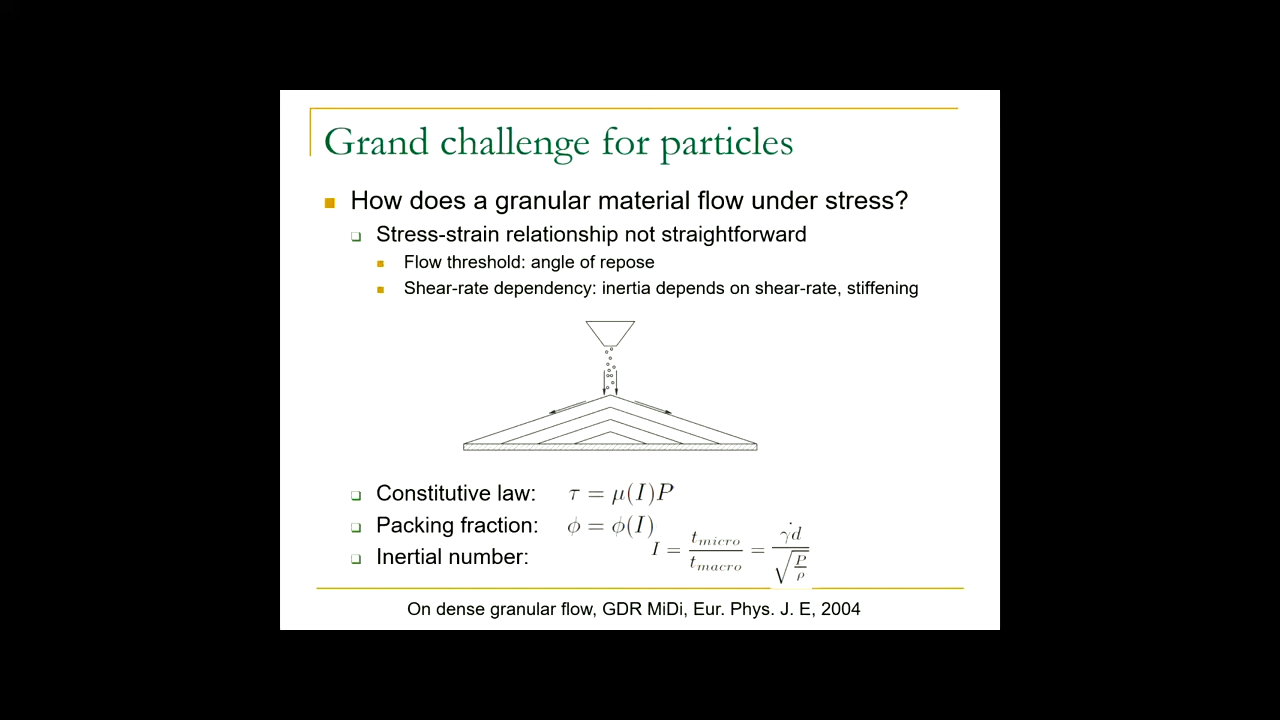 Grand challenge for particles
How does a granular material flow under stress?
Stress-strain relationship not straightforward
Flow threshold: angle of repose
Shear-rate dependency: inertia depends on shear-rate, stiffening
Constitutive law: τ = μ(I)P
Packing fraction: φ = φ(I)
Inertial number: I = t_micro / t_macro = γ̇d / √(P/ρ)
On dense granular flow, GDR MiDi, Eur. Phys. J. E, 2004